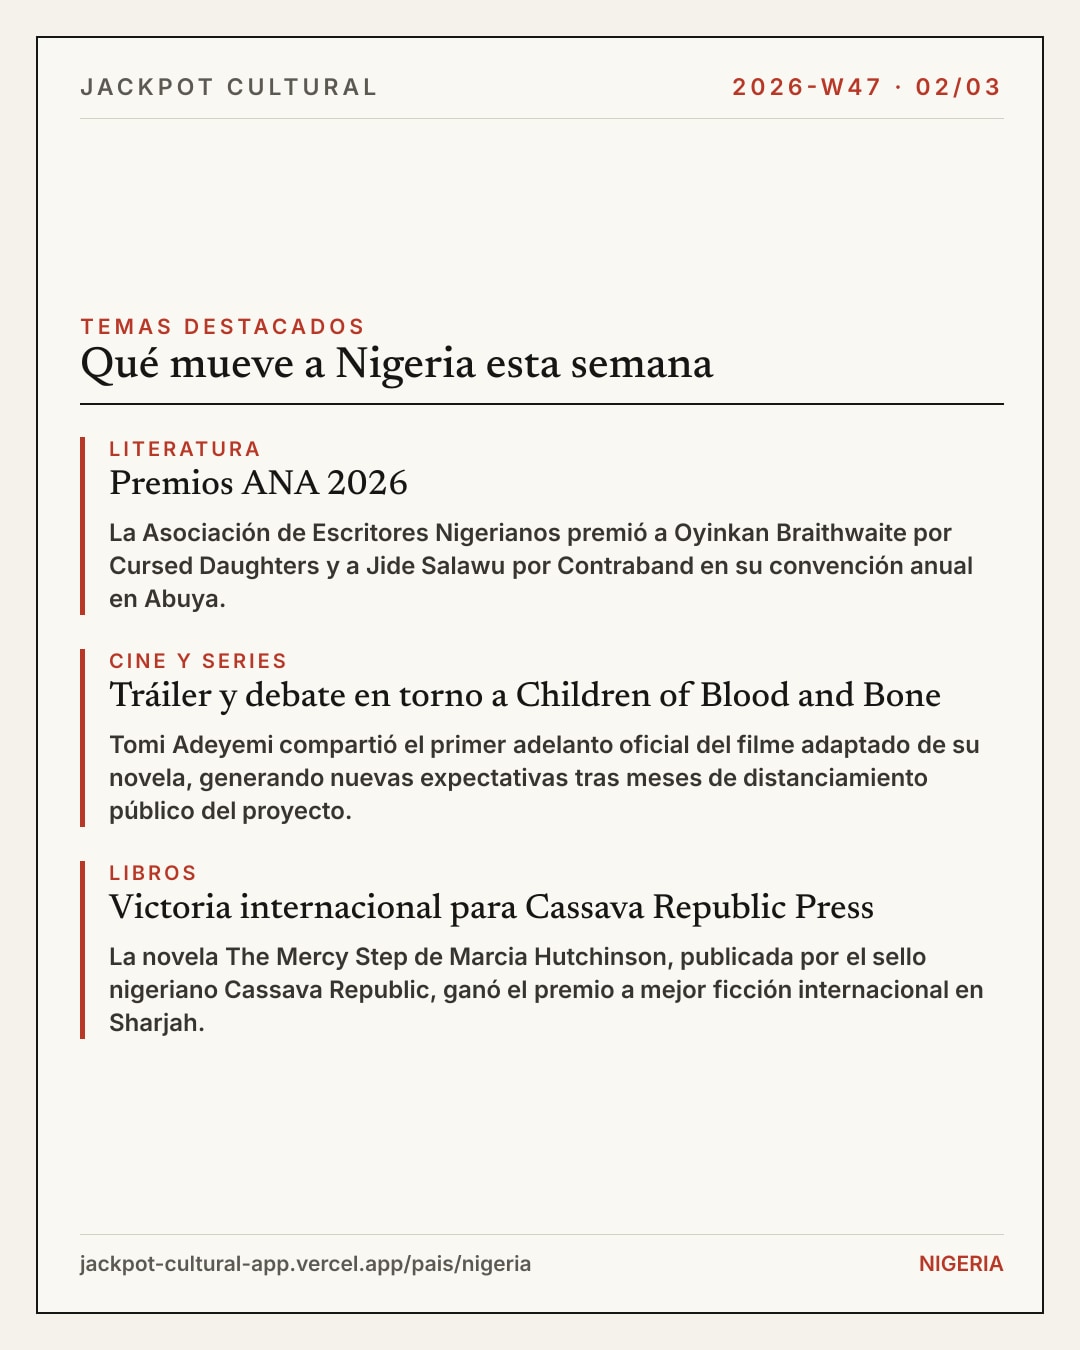 JACKPOT CULTURAL
2026-W47 · 02/03
TEMAS DESTACADOS
Qué mueve a Nigeria esta semana
LITERATURA
Premios ANA 2026
La Asociación de Escritores Nigerianos premió a Oyinkan Braithwaite por
Cursed Daughters y a Jide Salawu por Contraband en su convención anual
en Abuya.
CINE Y SERIES
Tráiler y debate en torno a Children of Blood and Bone
Tomi Adeyemi compartió el primer adelanto oficial del filme adaptado de su
novela, generando nuevas expectativas tras meses de distanciamiento
público del proyecto.
LIBROS
Victoria internacional para Cassava Republic Press
La novela The Mercy Step de Marcia Hutchinson, publicada por el sello
nigeriano Cassava Republic, ganó el premio a mejor ficción internacional en
Sharjah.
jackpot-cultural-app.vercel.app/pais/nigeria
NIGERIA